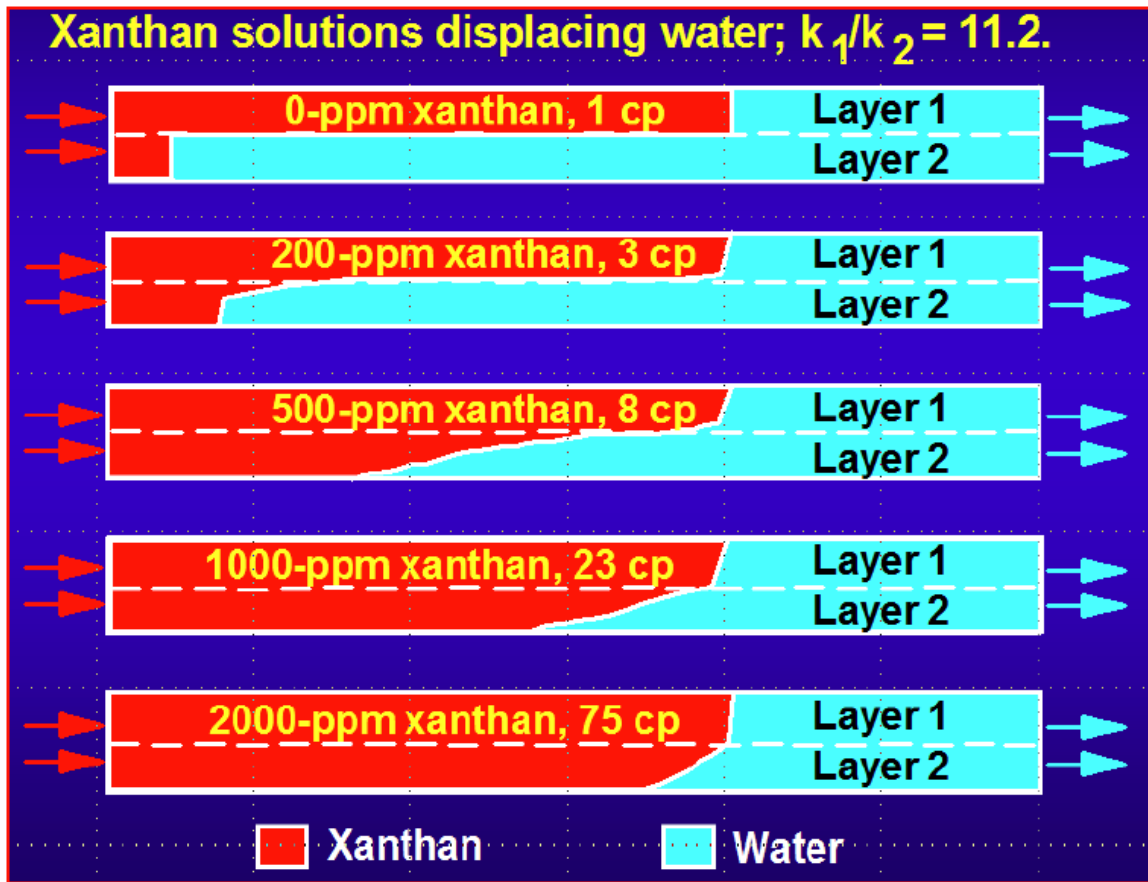 Xanthan solutions displacing water; k1/k2 = 11.2.
0-ppm xanthan, 1 cp Layer 1
Layer 2
200-ppm xanthan, 3 cp Layer 1
Layer 2
500-ppm xanthan, 8 cp Layer 1
Layer 2
1000-ppm xanthan, 23 cp Layer 1
Layer 2
2000-ppm xanthan, 75 cp Layer 1
Layer 2
Xanthan Water